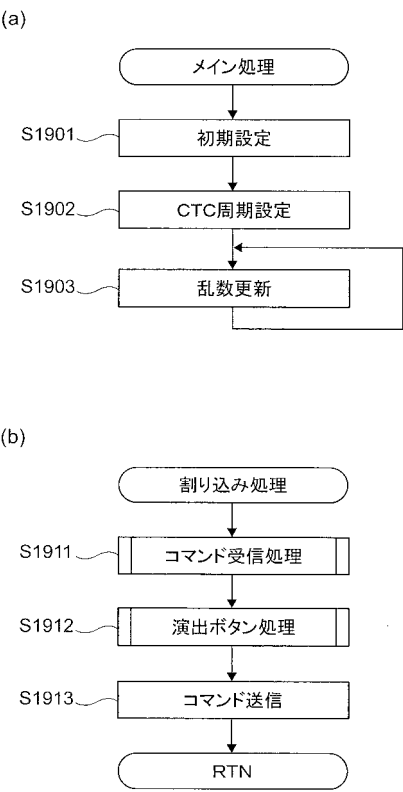 (a)
メイン処理
S1901
初期設定
S1902
CTC周期設定
S1903
乱数更新
(b)
割り込み処理
S1911
コマンド受信処理
S1912
演出ボタン処理
S1913
コマンド送信
RTN